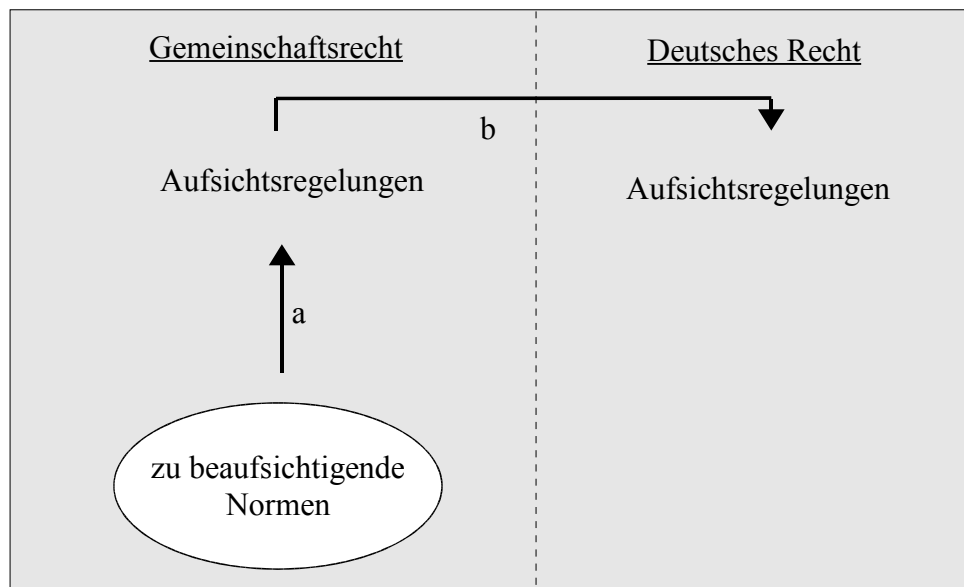 Gemeinschaftsrecht
Deutsches Recht
b
Aufsichtsregelungen
Aufsichtsregelungen
a
zu beaufsichtigende
Normen